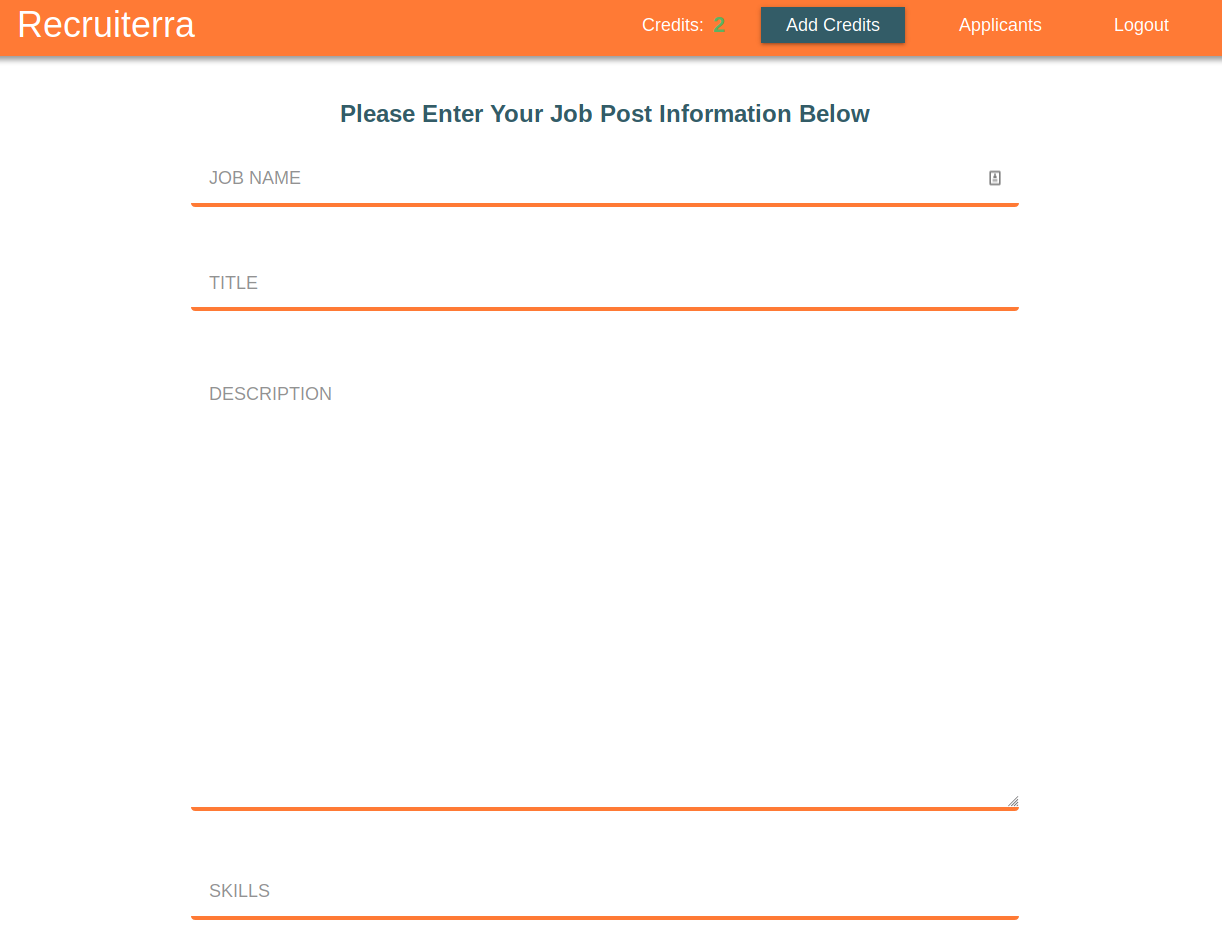 Recruiterra Credits: 2 Add Credits Applicants Logout
Please Enter Your Job Post Information Below
JOB NAME
TITLE
DESCRIPTION
SKILLS